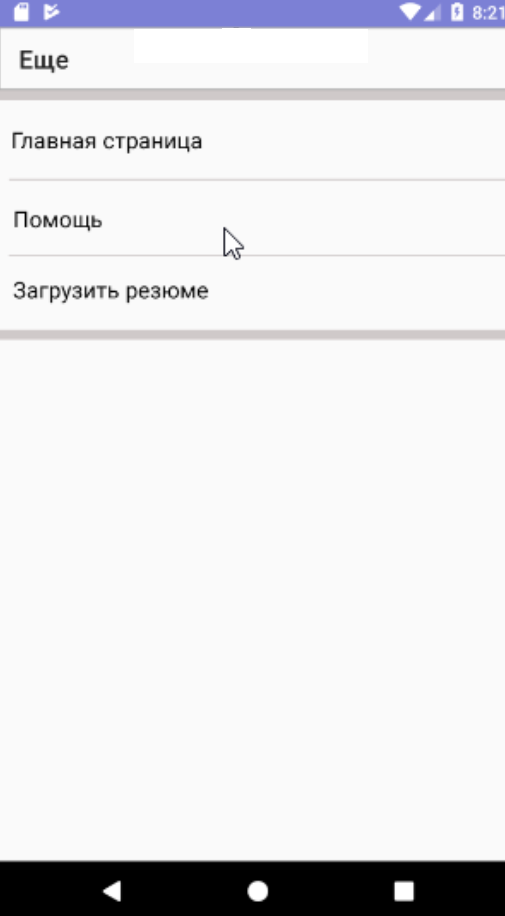 8:21
Еще
Главная страница
Помощь
Загрузить резюме